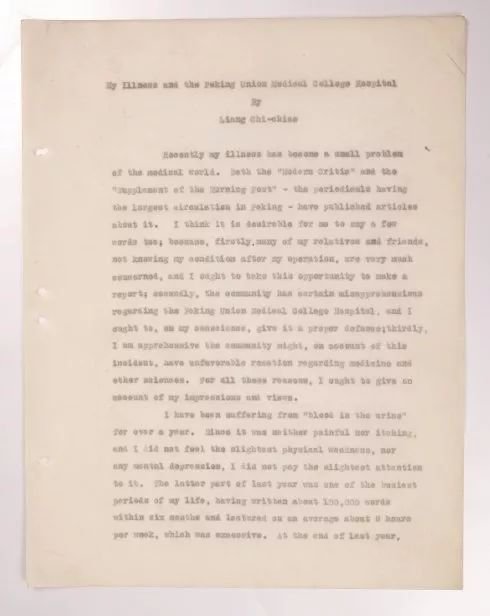 My Illness and the Peking Union Medical College Hospital
By
Liang Chi-chiao
Recently my illness has become a small problem
of the medical world. Both the "Modern Critic" and the
"Supplement of the Morning Post" - the periodicals having
the largest circulation in Peking - have published articles
about it. I think it is desirable for me to say a few
words too; because, firstly, many of my relatives and friends,
not knowing my condition after my operation, are very much
concerned, and I ought to take this opportunity to make a
report; secondly, the community has certain misapprehensions
regarding the Peking Union Medical College Hospital, and I
ought to, on my conscience, give it a proper defense; thirdly,
I am apprehensive the community might, on account of this
incident, have unfavorable reaction regarding medicine and
other sciences. For all these reasons, I ought to give an
account of my impressions and views.
I have been suffering from "blood in the urine"
for over a year. Since it was neither painful nor itching,
and I did not feel the slightest physical weakness, nor
any mental depression, I did not pay the slightest attention
to it. The latter part of last year was one of the busiest
periods of my life, having written about 100,000 words
within six months and lectured on an average about 8 hours
per week, which was excessive. At the end of last year,